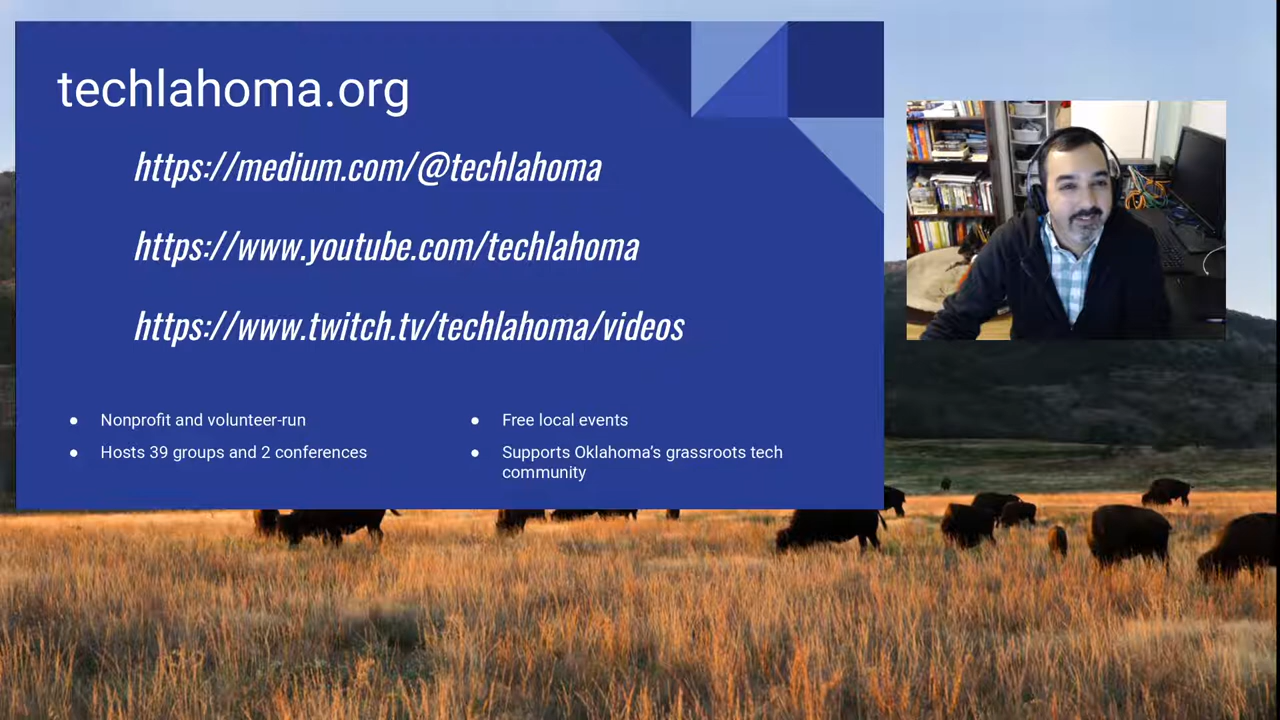 techlahoma.org
https://medium.com/@techlahoma
https://www.youtube.com/techlahoma
https://www.twitch.tv/techlahoma/videos
● Nonprofit and volunteer-run
● Hosts 39 groups and 2 conferences
● Free local events
● Supports Oklahoma's grassroots tech
community